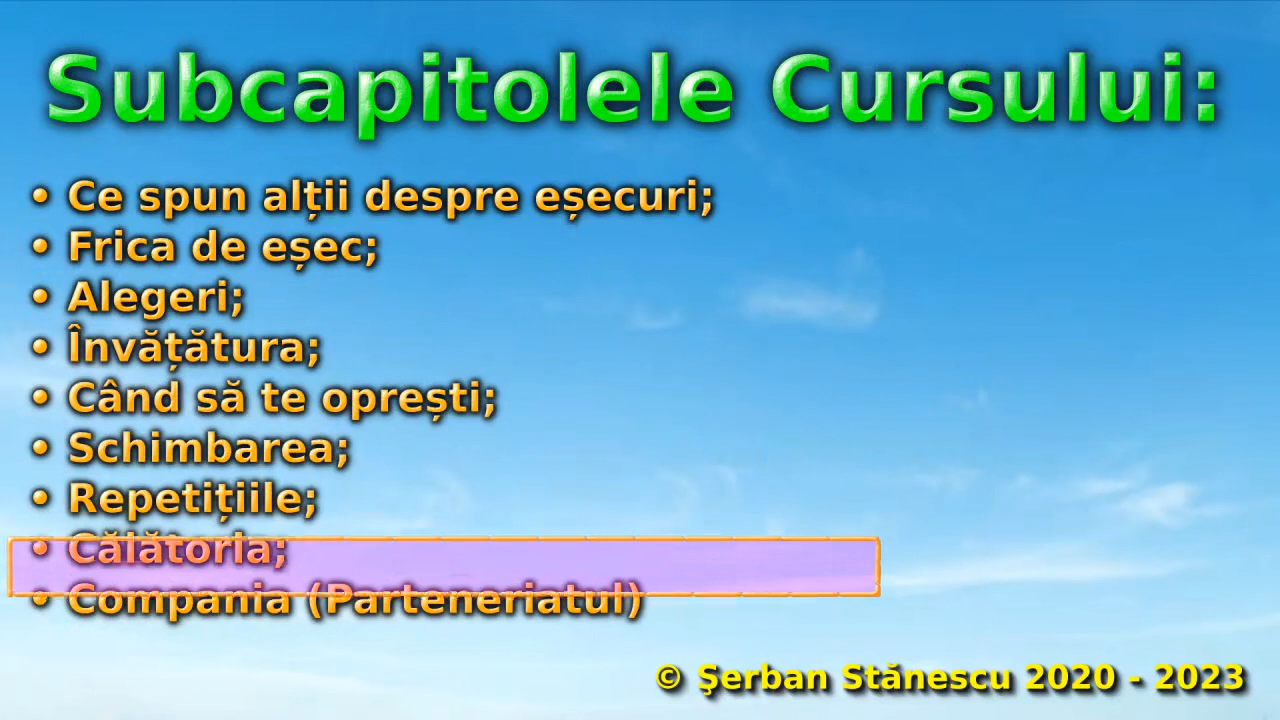 Subcapitolele Cursului:
• Ce spun alții despre eșecuri;
• Frica de eșec;
• Alegeri;
• Învățătura;
• Când să te oprești;
• Schimbarea;
• Repetițiile;
• Călătoria;
• Compania (Parteneriatul)
© Şerban Stănescu 2020 - 2023